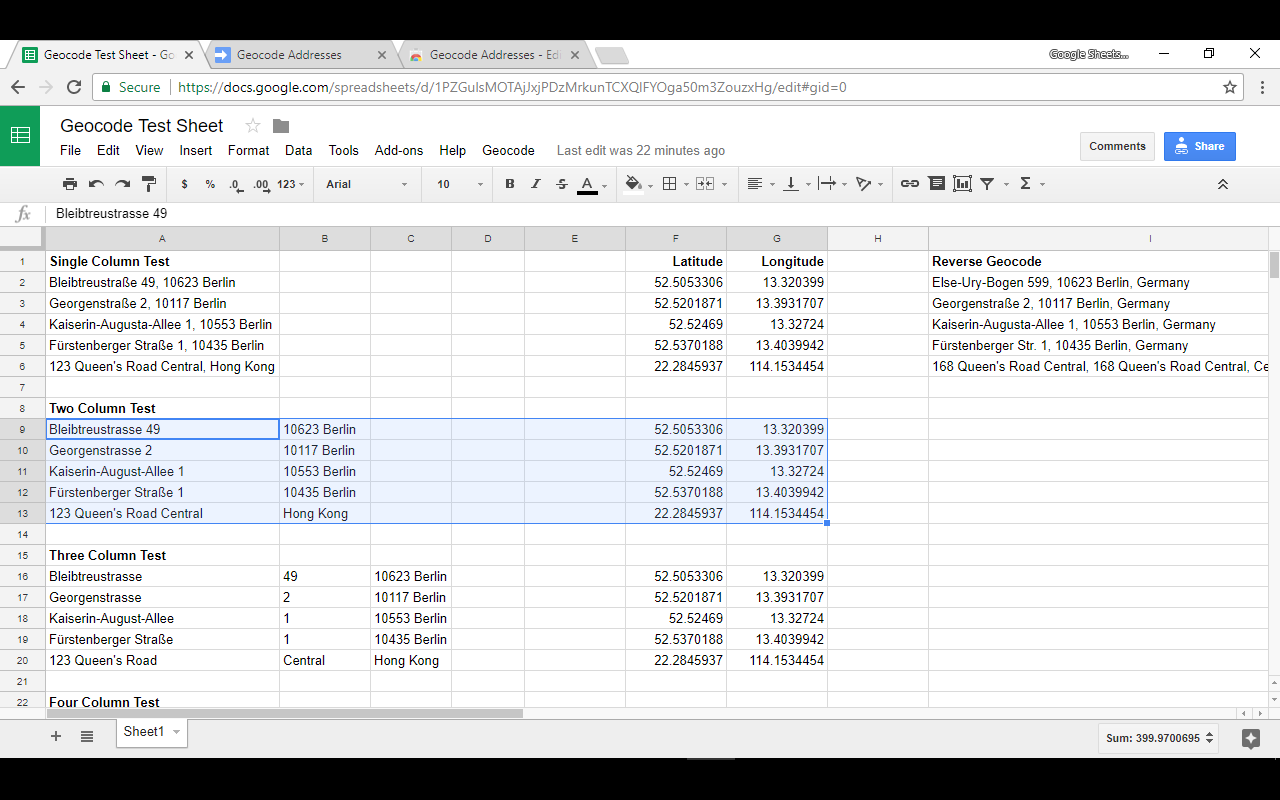 Geocode Test Sheet - Go Geocode Addresses Geocode Addresses - Edi Google Sheets...
Secure https://docs.google.com/spreadsheets/d/1PZGulsMOTAjJxjPDzMrkunTCXQIFYOga50m3ZouzxHg/edit#gid=0
Geocode Test Sheet
File Edit View Insert Format Data Tools Add-ons Help Geocode Last edit was 22 minutes ago Comments Share
$ % .0 .00 123 Arial 10 B I S A Σ
fx Bleibtreustrasse 49
A B C D E F G H I
1 Single Column Test Latitude Longitude Reverse Geocode
2 Bleibtreustraße 49, 10623 Berlin 52.5053306 13.320399 Else-Ury-Bogen 599, 10623 Berlin, Germany
3 Georgenstraße 2, 10117 Berlin 52.5201871 13.3931707 Georgenstraße 2, 10117 Berlin, Germany
4 Kaiserin-Augusta-Allee 1, 10553 Berlin 52.52469 13.32724 Kaiserin-Augusta-Allee 1, 10553 Berlin, Germany
5 Fürstenberger Straße 1, 10435 Berlin 52.5370188 13.4039942 Fürstenberger Str. 1, 10435 Berlin, Germany
6 123 Queen's Road Central, Hong Kong 22.2845937 114.1534454 168 Queen's Road Central, 168 Queen's Road Central, Ce
7
8 Two Column Test
9 Bleibtreustrasse 49 10623 Berlin 52.5053306 13.320399
10 Georgenstrasse 2 10117 Berlin 52.5201871 13.3931707
11 Kaiserin-August-Allee 1 10553 Berlin 52.52469 13.32724
12 Fürstenberger Straße 1 10435 Berlin 52.5370188 13.4039942
13 123 Queen's Road Central Hong Kong 22.2845937 114.1534454
14
15 Three Column Test
16 Bleibtreustrasse 49 10623 Berlin 52.5053306 13.320399
17 Georgenstrasse 2 10117 Berlin 52.5201871 13.3931707
18 Kaiserin-August-Allee 1 10553 Berlin 52.52469 13.32724
19 Fürstenberger Straße 1 10435 Berlin 52.5370188 13.4039942
20 123 Queen's Road Central Hong Kong 22.2845937 114.1534454
21
22 Four Column Test
Sheet1 Sum: 399.9700695